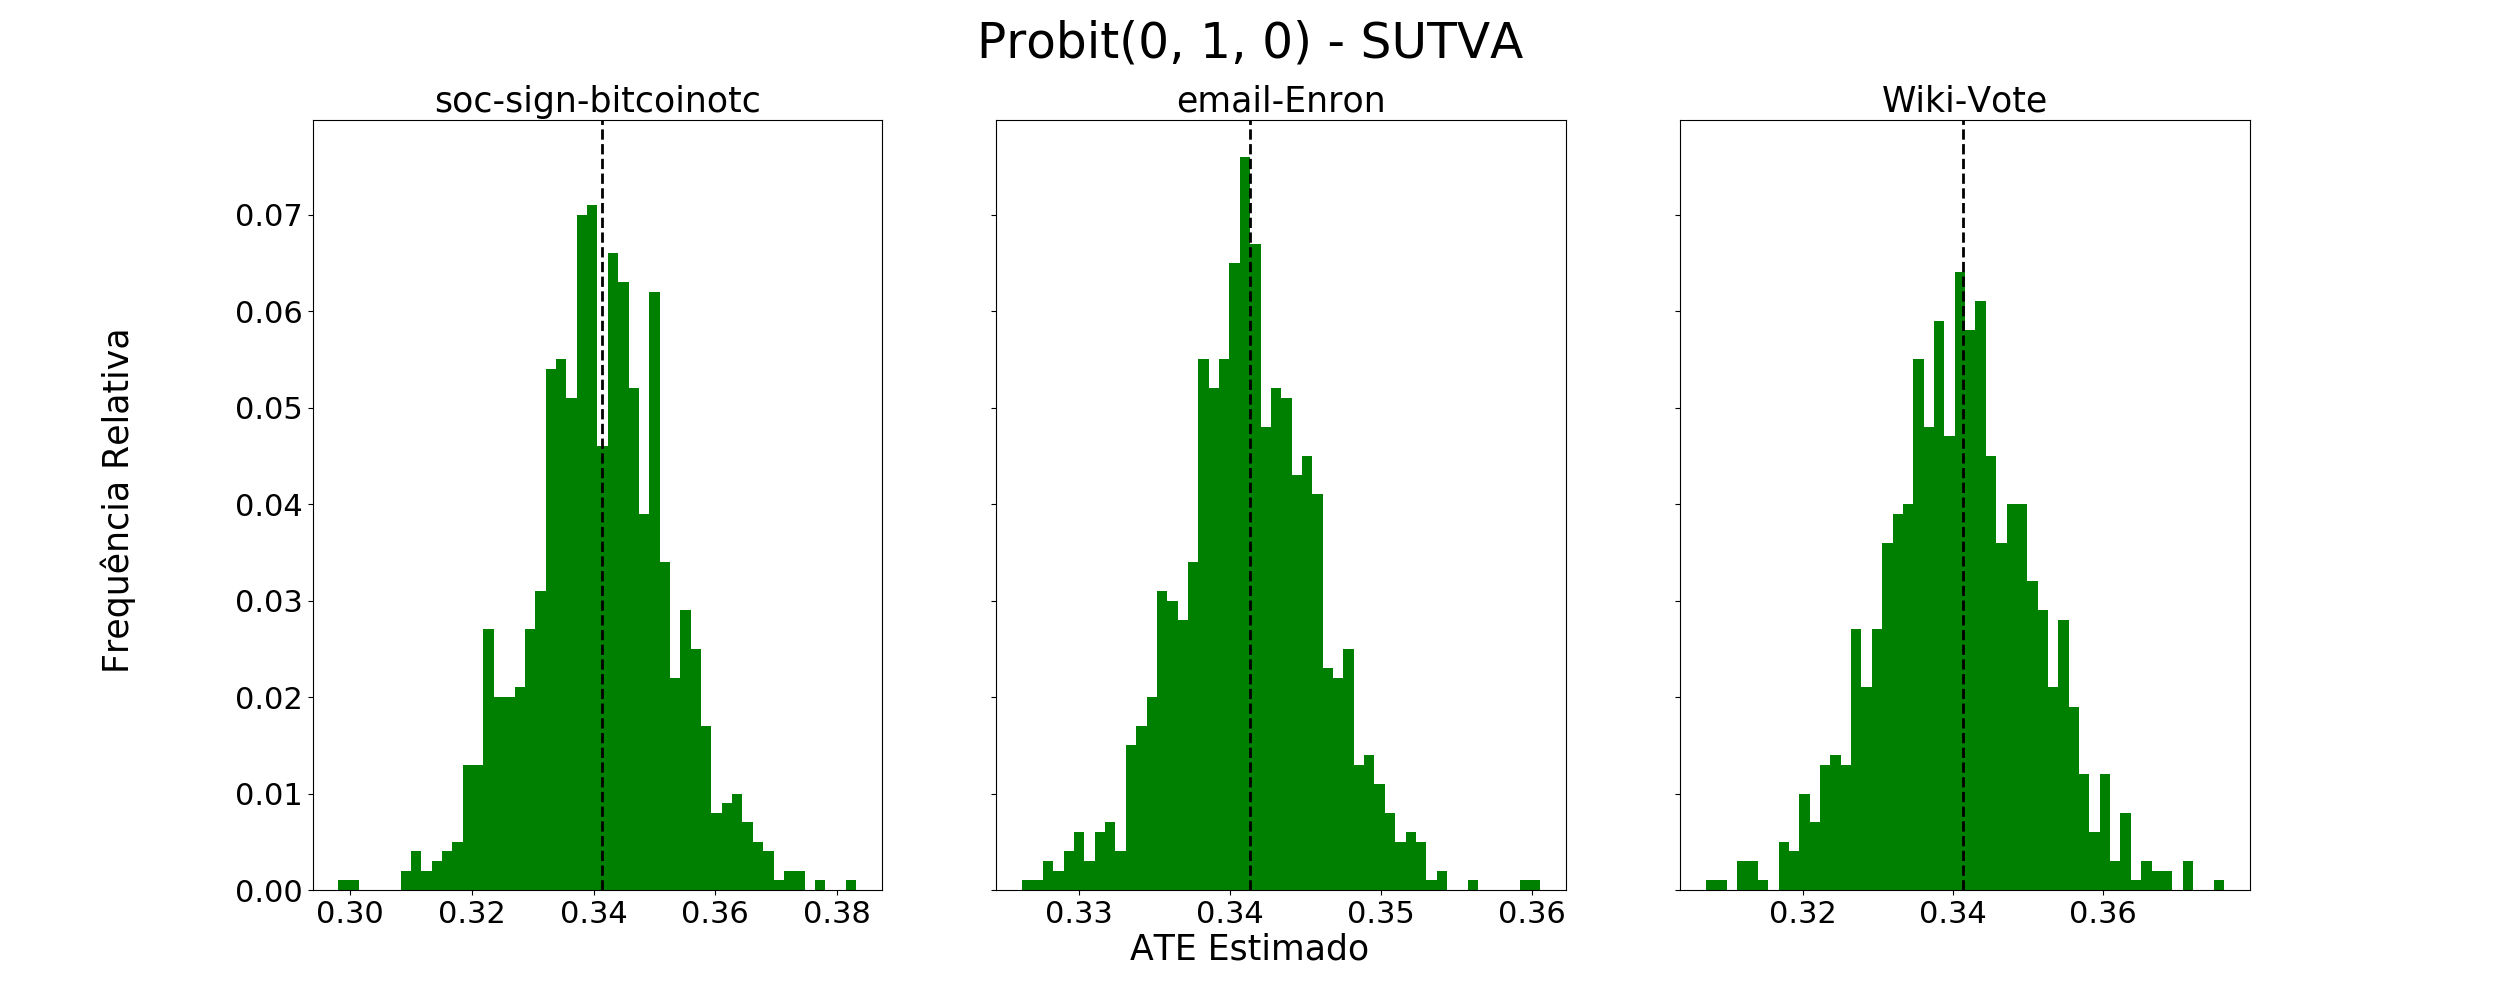 Probit(0, 1, 0) - SUTVA
soc-sign-bitcoinotc
email-Enron
Wiki-Vote
Frequência Relativa
0.07
0.06
0.05
0.04
0.03
0.02
0.01
0.00
0.30 0.32 0.34 0.36 0.38
0.33 0.34 0.35 0.36
0.32 0.34 0.36
ATE Estimado